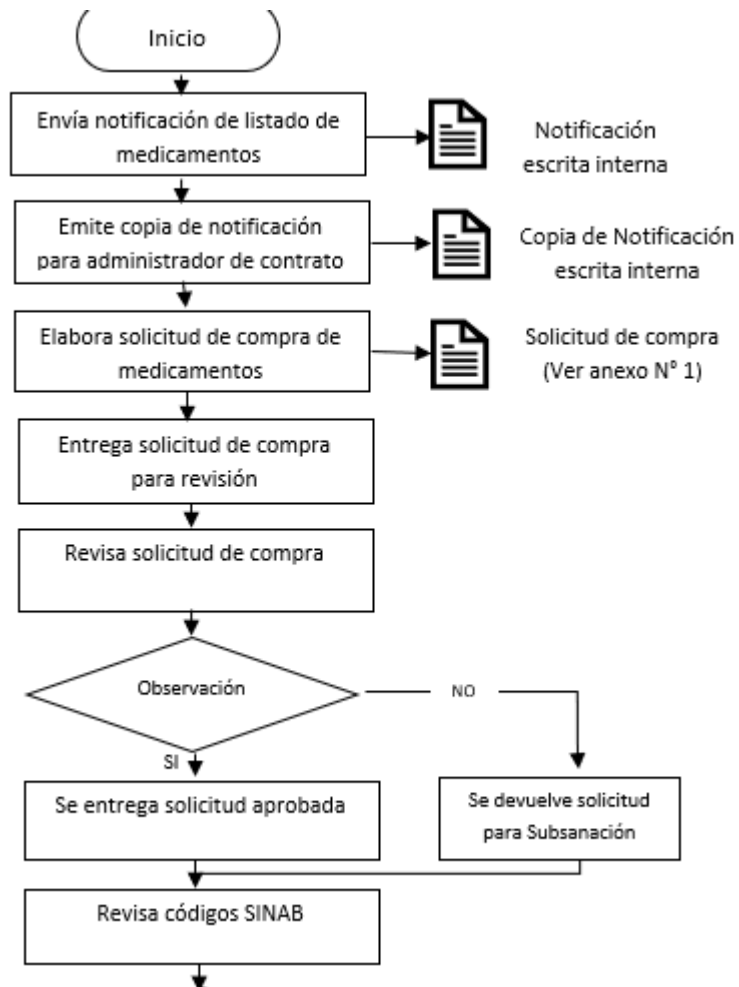 Inicio
Envía notificación de listado de
medicamentos
Notificación
escrita interna
Emite copia de notificación
para administrador de contrato
Copia de Notificación
escrita interna
Elabora solicitud de compra de
medicamentos
Solicitud de compra
(Ver anexo N° 1)
Entrega solicitud de compra
para revisión
Revisa solicitud de compra
Observación
NO
SI
Se entrega solicitud aprobada
Se devuelve solicitud
para Subsanación
Revisa códigos SINAB